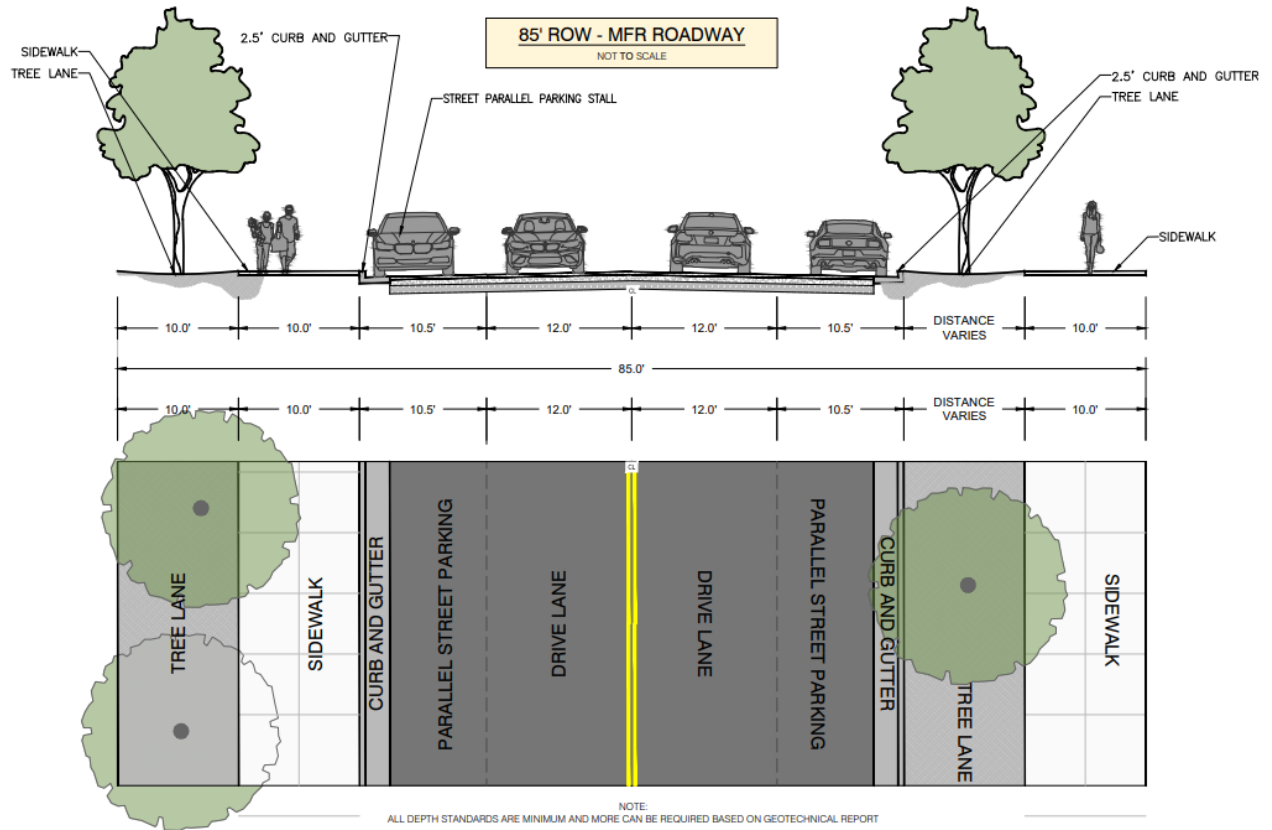 85' ROW - MFR ROADWAY
NOT TO SCALE
2.5' CURB AND GUTTER
SIDEWALK
TREE LANE
STREET PARALLEL PARKING STALL
2.5' CURB AND GUTTER
TREE LANE
SIDEWALK
CL
10.0'
10.0'
10.5'
12.0'
12.0'
10.5'
DISTANCE
VARIES
10.0'
85.0'
10.0'
10.0'
10.5'
12.0'
12.0'
10.5'
DISTANCE
VARIES
10.0'
CL
TREE LANE
SIDEWALK
CURB AND GUTTER
PARALLEL STREET PARKING
DRIVE LANE
DRIVE LANE
PARALLEL STREET PARKING
CURB AND GUTTER
TREE LANE
SIDEWALK
NOTE:
ALL DEPTH STANDARDS ARE MINIMUM AND MORE CAN BE REQUIRED BASED ON GEOTECHNICAL REPORT